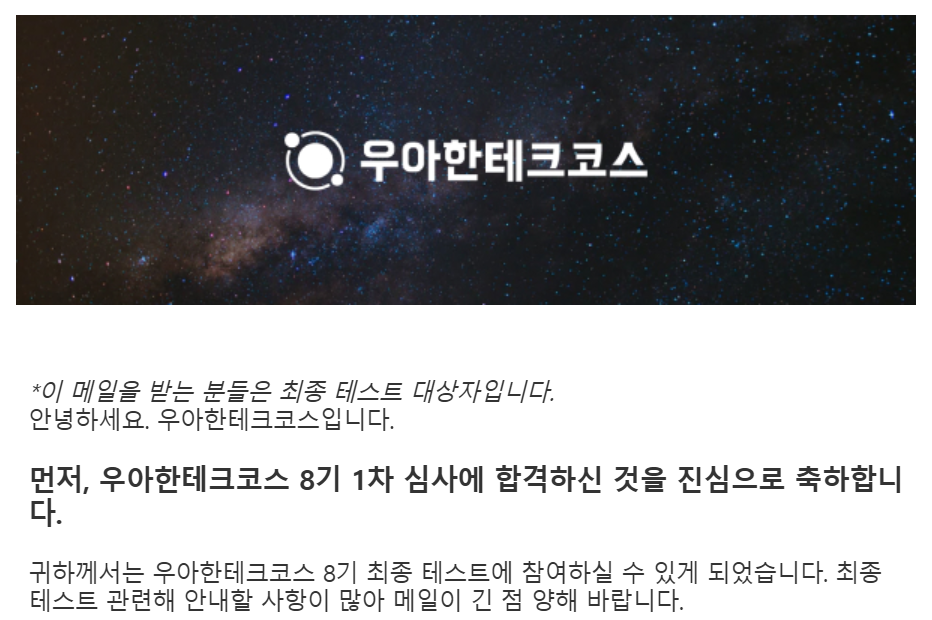 우아한테크코스
*이 메일을 받는 분들은 최종 테스트 대상자입니다.
안녕하세요. 우아한테크코스입니다.
먼저, 우아한테크코스 8기 1차 심사에 합격하신 것을 진심으로 축하합니
다.
귀하께서는 우아한테크코스 8기 최종 테스트에 참여하실 수 있게 되었습니다. 최종
테스트 관련해 안내할 사항이 많아 메일이 긴 점 양해 바랍니다.